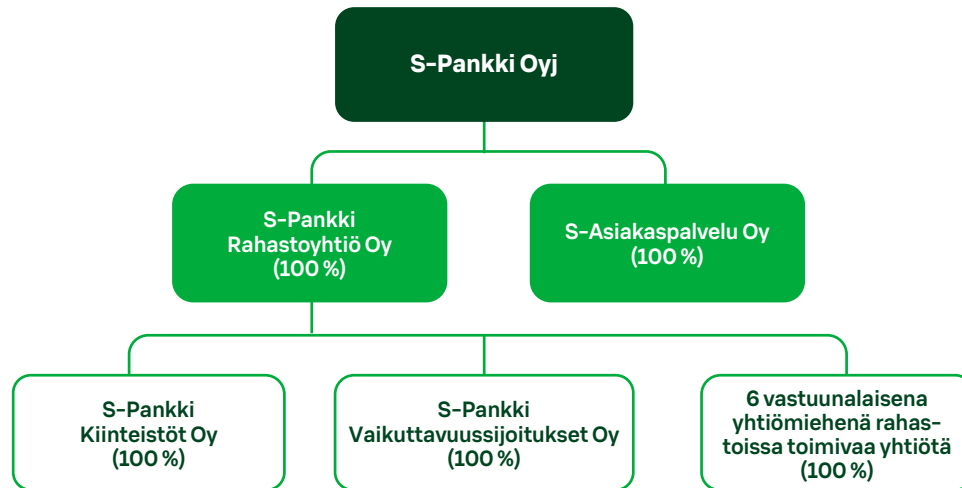 S-Pankki Oyj
S-Pankki
Rahastoyhtiö Oy
(100 %)
S-Asiakaspalvelu Oy
(100 %)
S-Pankki
Kiinteistöt Oy
(100 %)
S-Pankki
Vaikuttavuussijoitukset Oy
(100 %)
6 vastuunalaisena
yhtiömiehenä rahas-
toissa toimivaa yhtiötä
(100 %)